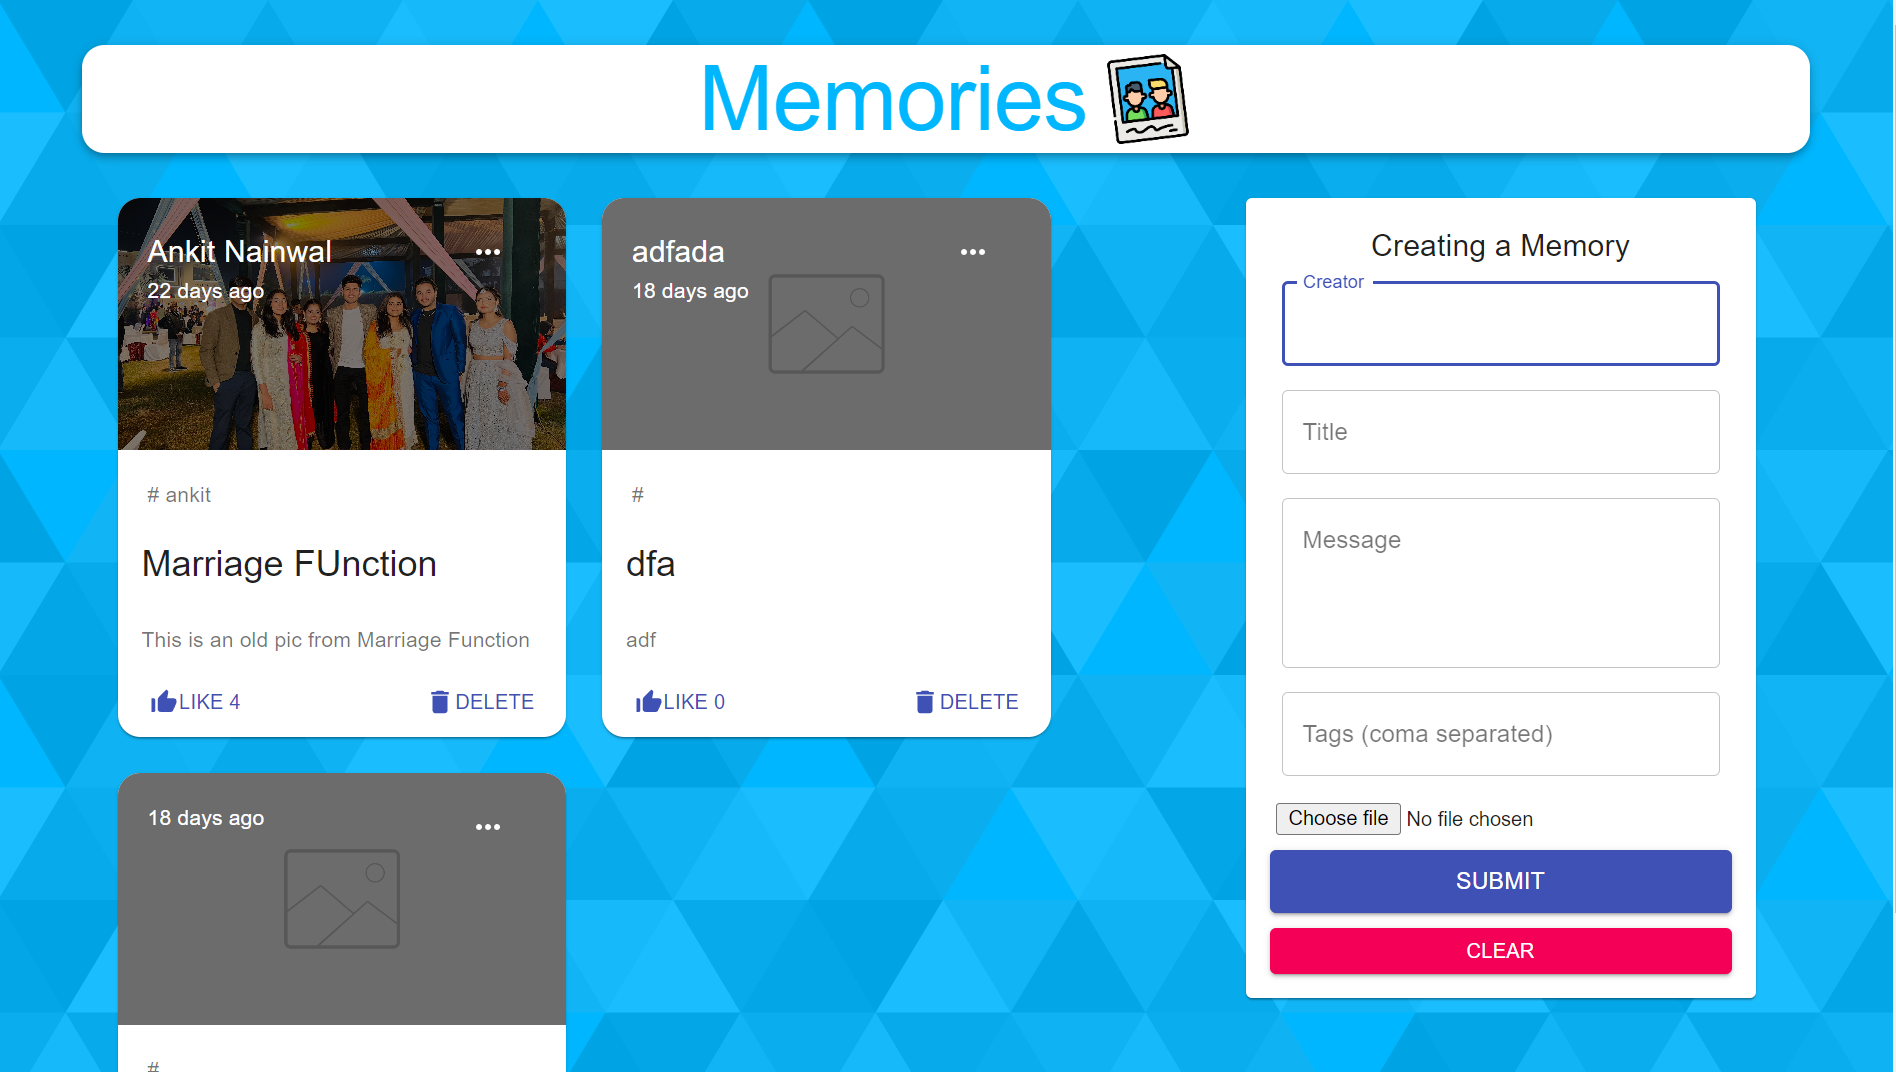 Memories
Ankit Nainwal
22 days ago
# ankit
Marriage FUnction
This is an old pic from Marriage Function
LIKE 4
DELETE
adfada
18 days ago
#
dfa
adf
LIKE 0
DELETE
18 days ago
#
Creating a Memory
Creator
Title
Message
Tags (coma separated)
Choose file No file chosen
SUBMIT
CLEAR